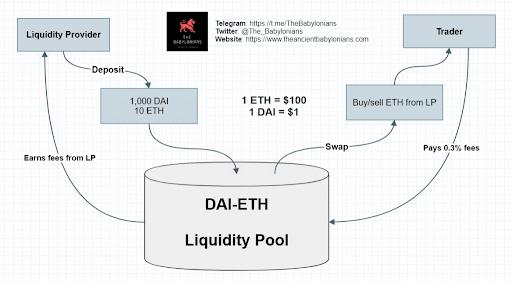 Liquidity Provider
THE
BABYLONIANS
Telegram: https://t.me/TheBabylonians
Twitter: @The_Babylonians
Website: https://www.theancientbabylonians.com
Trader
Deposit
1,000 DAI
10 ETH
1 ETH = $100
1 DAI = $1
Buy/sell ETH from LP
Earns fees from LP
Swap
Pays 0.3% fees
DAI-ETH
Liquidity Pool